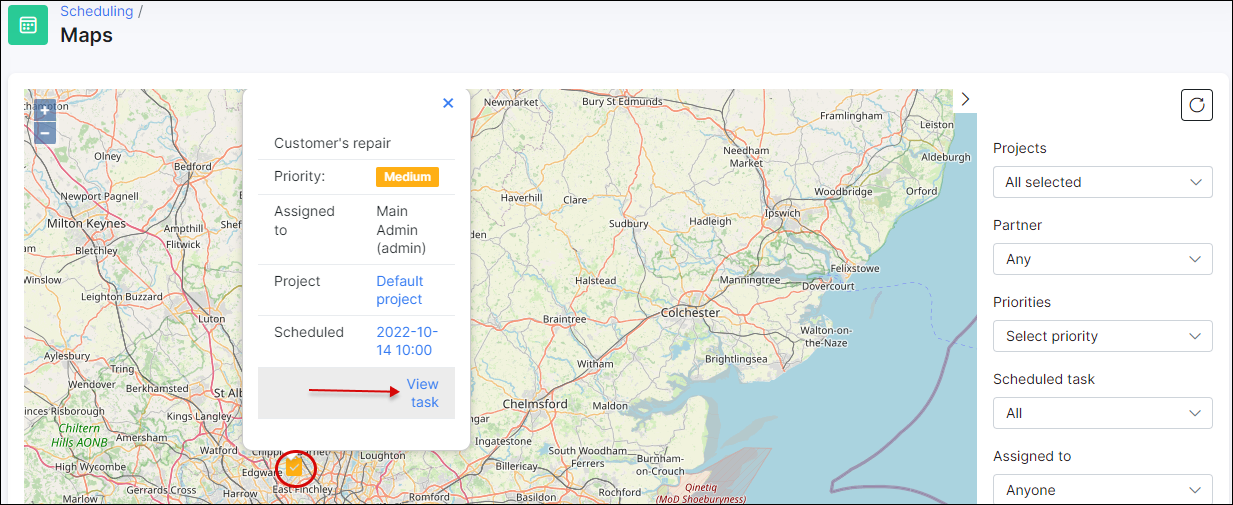 Scheduling /
Maps
+
−
Customer's repair
Priority: Medium
Assigned to
Main Admin (admin)
Project
Default project
Scheduled
2022-10-14 10:00
View task
Projects
All selected
Partner
Any
Priorities
Select priority
Scheduled task
All
Assigned to
Anyone
Newmarket
Bury St Edmunds
Framlingham
Leiston
Aldeburgh
Needham Market
Woodbridge
Orford
Olney
Bedford
Newport Pagnell
Milton Keynes
Ampthill
Flitwick
Bletchley
Winslow
Leighton Buzzard
Luton
Aylesbury
Tring
Wendover
Berkhamsted
St Alb
inces Risborough
Kings Langley
Chiltern Hills AONB
Amersham
Watford
High Wycombe
Edgware
Gerrards Cross
Harrow
East Finchley
Marlow
Haverhill
Clare
Sudbury
Hadleigh
Ipswich
Felixstowe
Halstead
Manningtree
Dovercourt
Braintree
Colchester
Walton-on-the-Naze
Witham
Brightlingsea
Chelmsford
Maldon
ngar
Ingatestone
Loughton
Billericay
South Woodham Ferrers
Burnham-on-Crouch
Romford
Basildon
Rochford
Qinetiq
(MoD Shoeburyness)